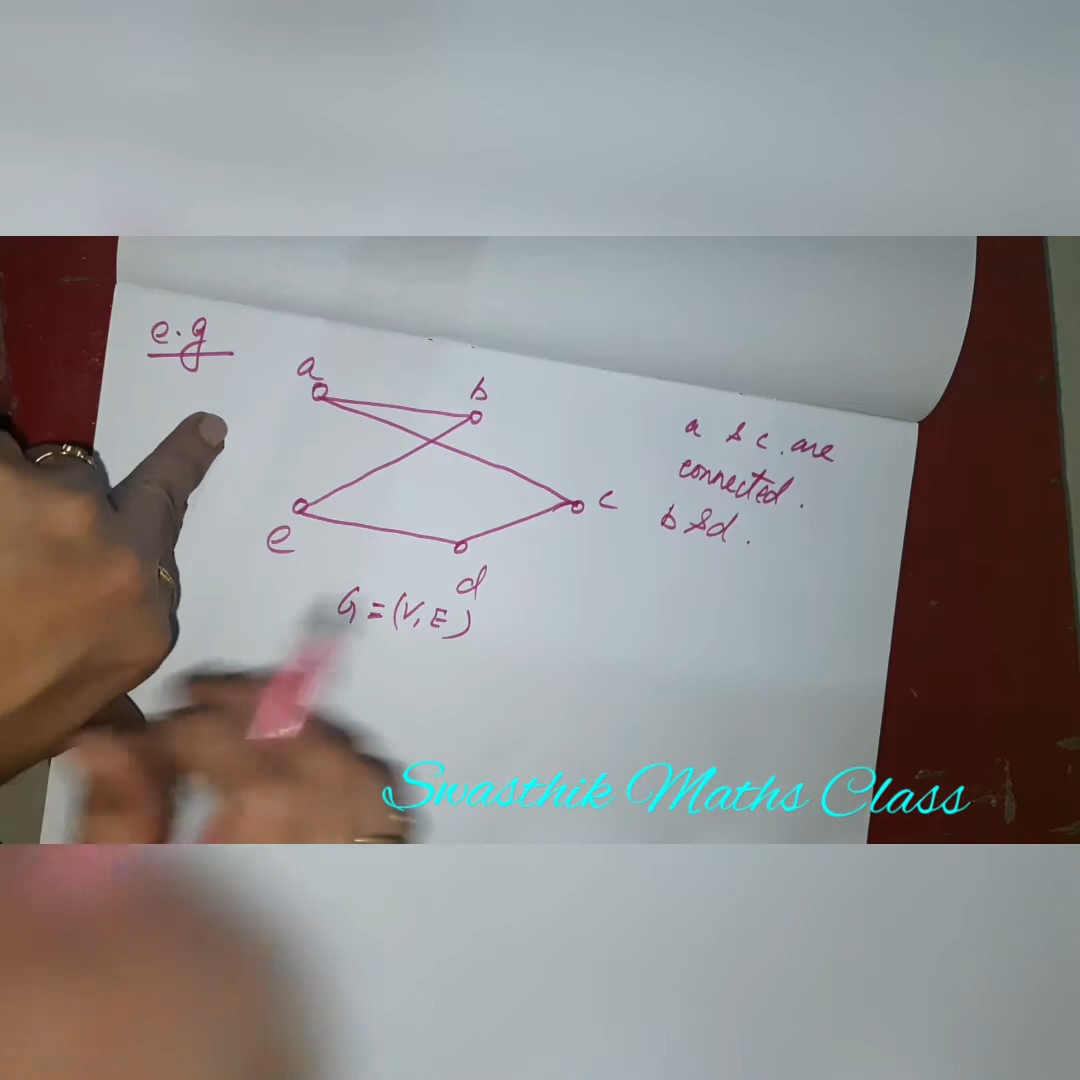 e.g
a
b
c
e
d
G = (V, E)
a & c . are
connected .
b & d .
Swasthik Maths Class